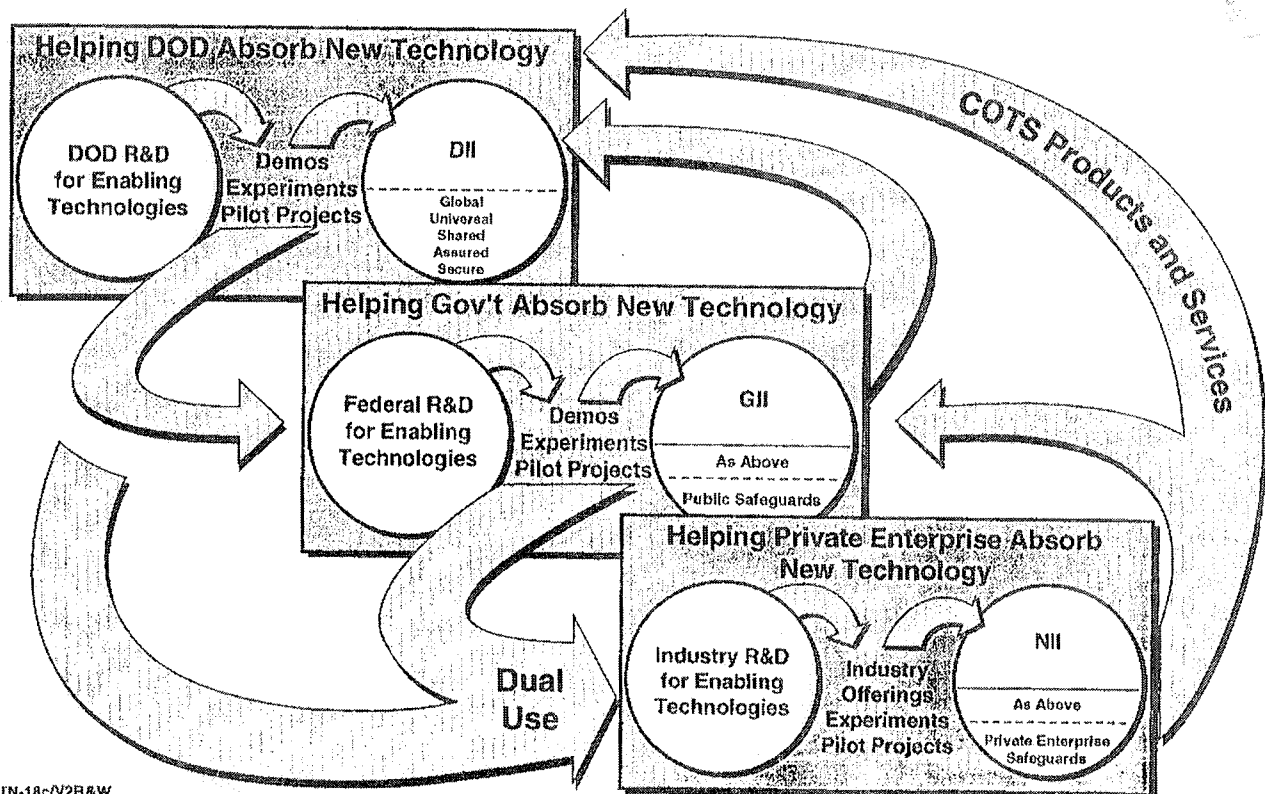 Helping DOD Absorb New Technology
DOD R&D
for Enabling
Technologies
Demos
Experiments
Pilot Projects
DII
Global
Universal
Shared
Assured
Secure
COTS Products and Services
Helping Gov't Absorb New Technology
Federal R&D
for Enabling
Technologies
Demos
Experiments
Pilot Projects
GII
As Above
Public Safeguards
Helping Private Enterprise Absorb
New Technology
Industry R&D
for Enabling
Technologies
Industry
Offerings
Experiments
Pilot Projects
NII
As Above
Private Enterprise
Safeguards
Dual
Use
TN-18c/V2R&W